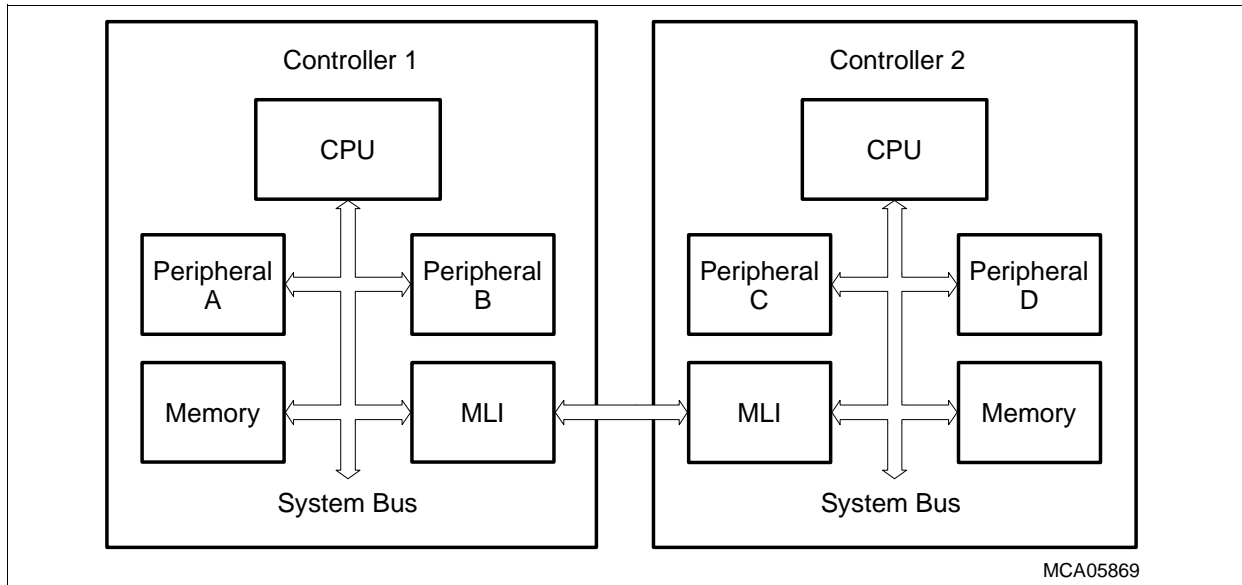 Controller 1
CPU
Peripheral
A
Peripheral
B
Memory
MLI
System Bus
Controller 2
CPU
Peripheral
C
Peripheral
D
MLI
Memory
System Bus
MCA05869